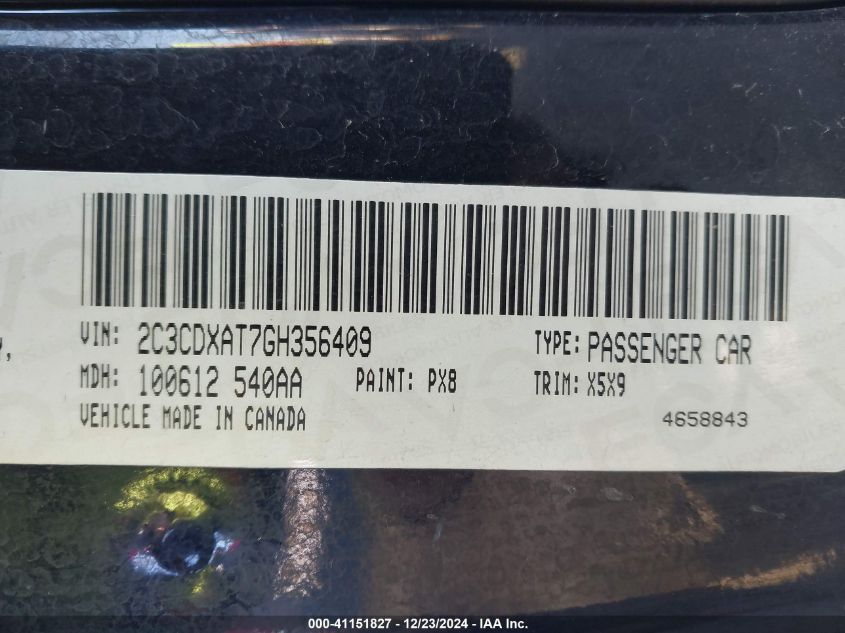 VIN: 2C3CDXAT7GH356409 TYPE: PASSENGER CAR
MDH: 100612 540AA PAINT: PX8 TRIM: X5X9
VEHICLE MADE IN CANADA 4658843
000-41151827 - 12/23/2024 - IAA Inc.